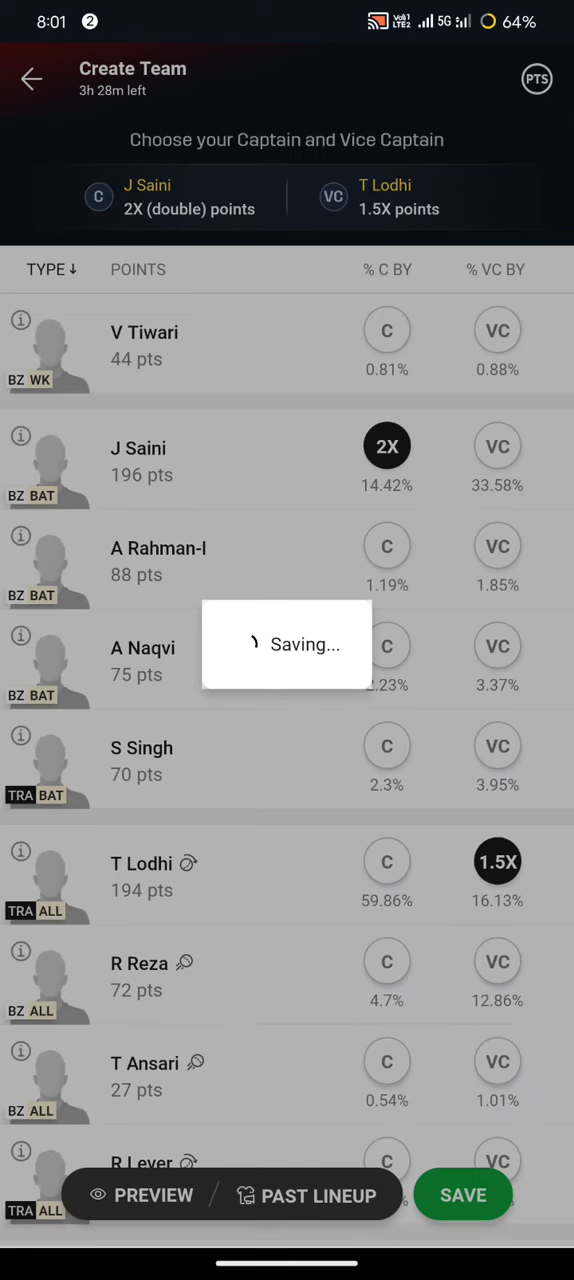 8:01 2 Vo1) LTE2 5G 64%
Create Team
3h 28m left
PTS
Choose your Captain and Vice Captain
C J Saini VC T Lodhi
2X (double) points 1.5X points
TYPE↓ POINTS % C BY % VC BY
V Tiwari C VC
44 pts 0.81% 0.88%
BZ WK
J Saini 2X VC
196 pts 14.42% 33.58%
BZ BAT
A Rahman-I C VC
88 pts 1.19% 1.85%
BZ BAT
A Naqvi C VC
75 pts .23% 3.37%
BZ BAT
Saving...
S Singh C VC
70 pts 2.3% 3.95%
TRA BAT
T Lodhi C 1.5X
194 pts 59.86% 16.13%
TRA ALL
R Reza C VC
72 pts 4.7% 12.86%
BZ ALL
T Ansari C VC
27 pts 0.54% 1.01%
BZ ALL
R Lever C VC
TRA ALL
PREVIEW / PAST LINEUP SAVE